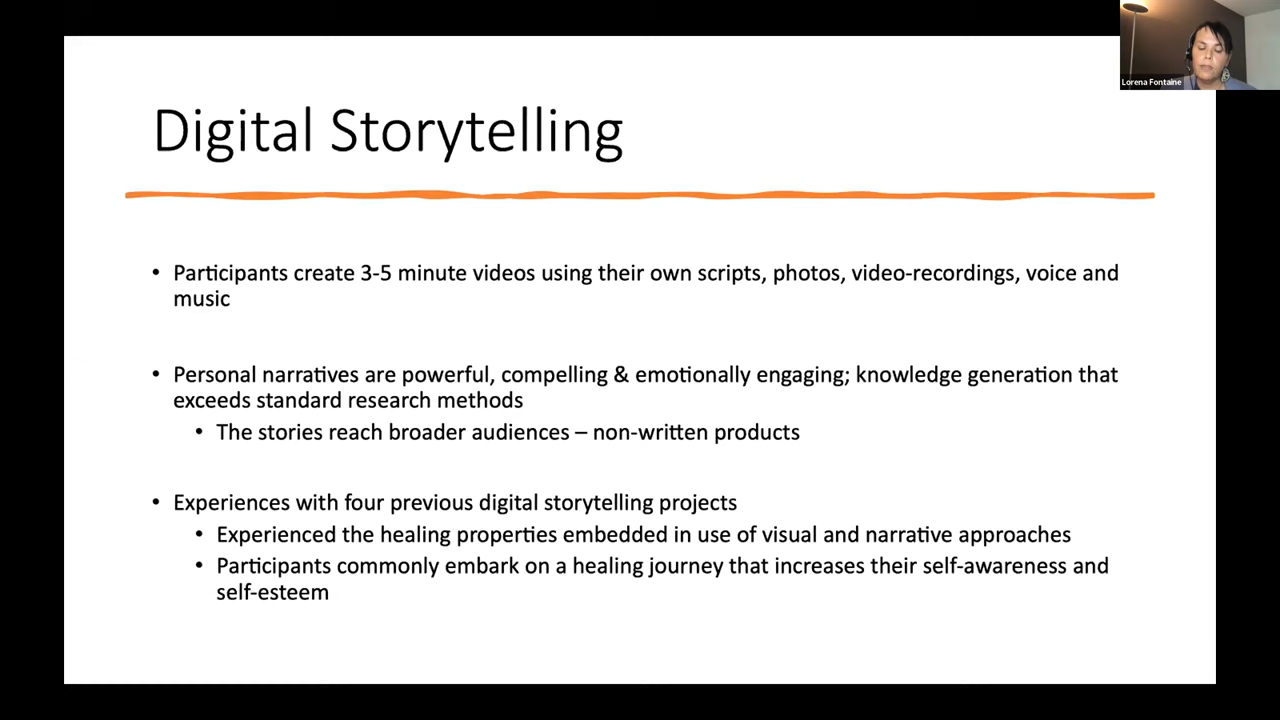 Lorena Fontaine
Digital Storytelling
• Participants create 3-5 minute videos using their own scripts, photos, video-recordings, voice and
music
• Personal narratives are powerful, compelling & emotionally engaging; knowledge generation that
exceeds standard research methods
• The stories reach broader audiences – non-written products
• Experiences with four previous digital storytelling projects
• Experienced the healing properties embedded in use of visual and narrative approaches
• Participants commonly embark on a healing journey that increases their self-awareness and
self-esteem